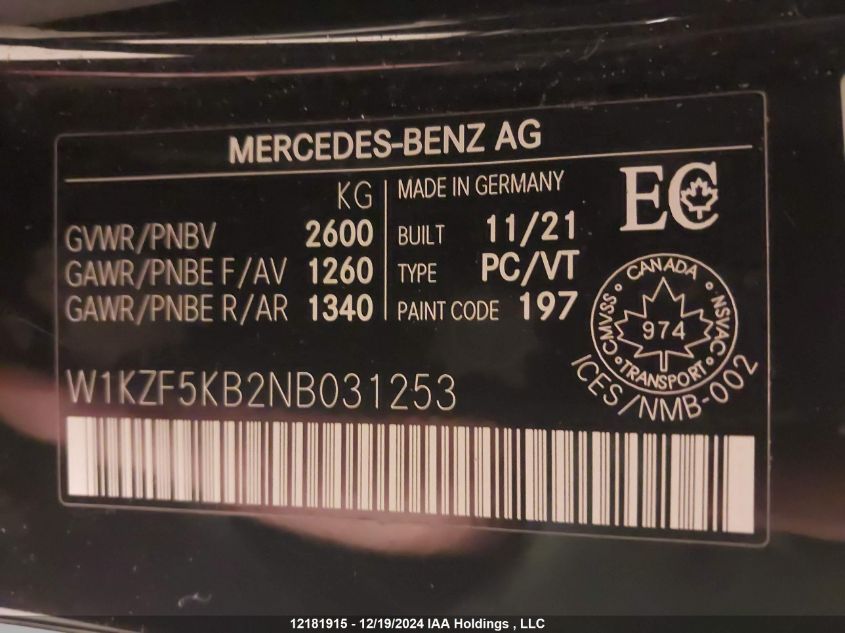 MERCEDES-BENZ AG
KG
GVWR/PNBV 2600
GAWR/PNBE F/AV 1260
GAWR/PNBE R/AR 1340
MADE IN GERMANY
BUILT 11/21
TYPE PC/VT
PAINT CODE 197
EC
CANADA
CMVSS
NSVAC
974
TRANSPORT
ICES/NMB-002
W1KZF5KB2NB031253
12181915 - 12/19/2024 IAA Holdings , LLC